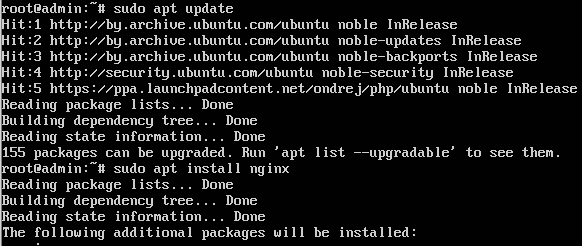 root@admin:~# sudo apt update
Hit:1 http://by.archive.ubuntu.com/ubuntu noble InRelease
Hit:2 http://by.archive.ubuntu.com/ubuntu noble-updates InRelease
Hit:3 http://by.archive.ubuntu.com/ubuntu noble-backports InRelease
Hit:4 http://security.ubuntu.com/ubuntu noble-security InRelease
Hit:5 https://ppa.launchpadcontent.net/ondrej/php/ubuntu noble InRelease
Reading package lists... Done
Building dependency tree... Done
Reading state information... Done
155 packages can be upgraded. Run 'apt list --upgradable' to see them.
root@admin:~# sudo apt install nginx
Reading package lists... Done
Building dependency tree... Done
Reading state information... Done
The following additional packages will be installed: